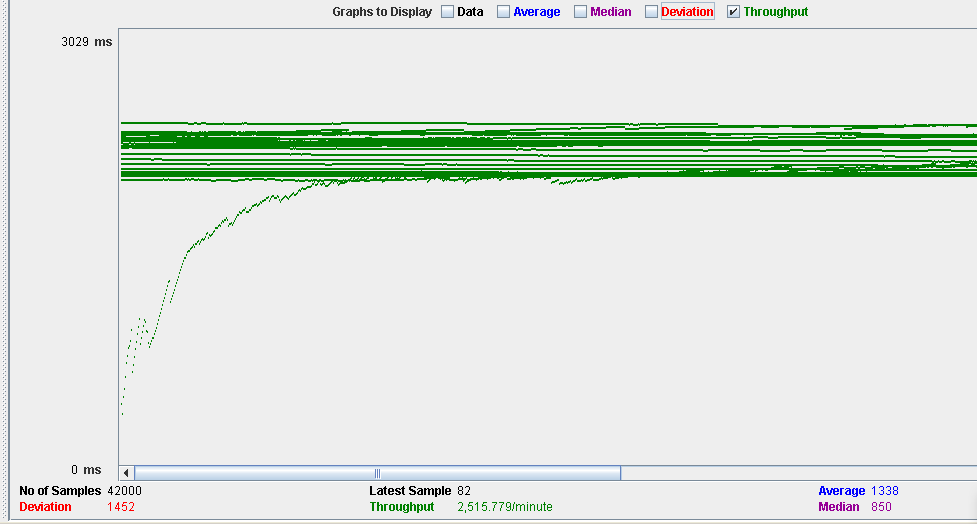 Graphs to Display Data Average Median Deviation Throughput
3029 ms
0 ms
No of Samples 42000 Latest Sample 82 Average 1338
Deviation 1452 Throughput 2,515.779/minute Median 850